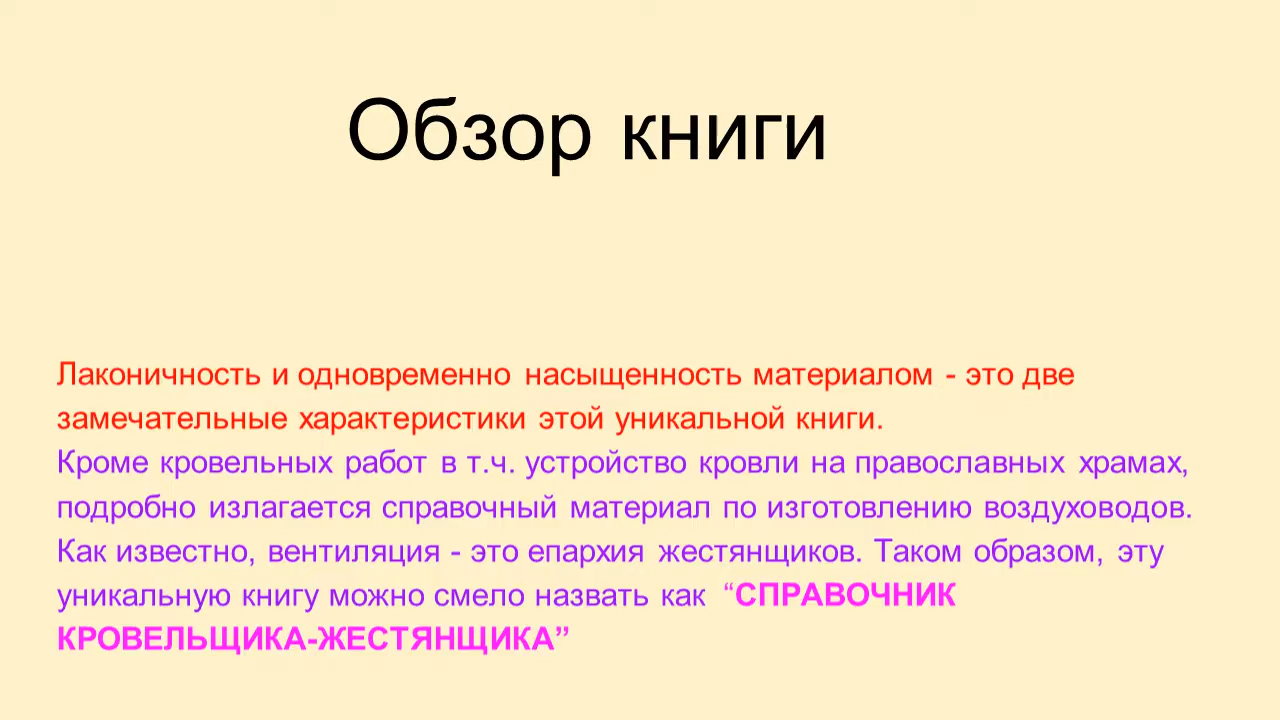 Обзор книги
Лаконичность и одновременно насыщенность материалом - это две
замечательные характеристики этой уникальной книги.
Кроме кровельных работ в т.ч. устройство кровли на православных храмах,
подробно излагается справочный материал по изготовлению воздуховодов.
Как известно, вентиляция - это епархия жестянщиков. Таком образом, эту
уникальную книгу можно смело назвать как “СПРАВОЧНИК
КРОВЕЛЬЩИКА-ЖЕСТЯНЩИКА”